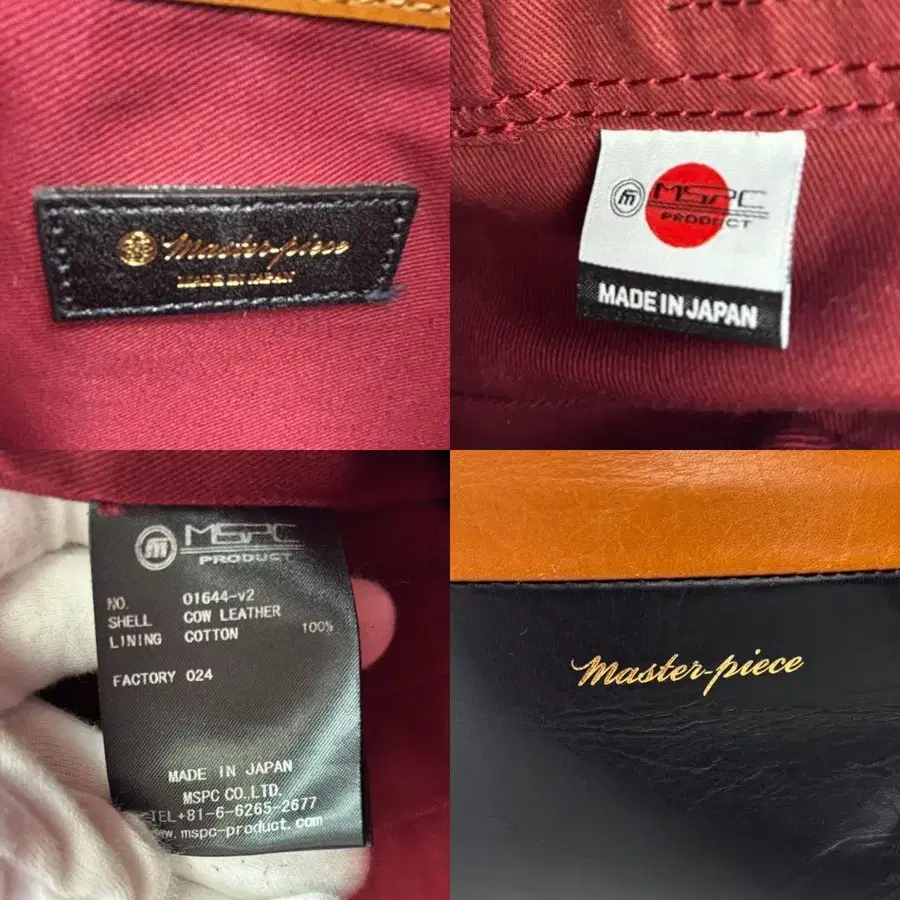 Master-piece
MADE IN JAPAN
m MSPC
PRODUCT
MADE IN JAPAN
m MSPC
PRODUCT
NO. 01644-v2
SHELL COW LEATHER
LINING COTTON 100%
FACTORY 024
MADE IN JAPAN
MSPC CO.,LTD.
TEL+81-6-6265-2677
www.mspc-product.com
Master-piece